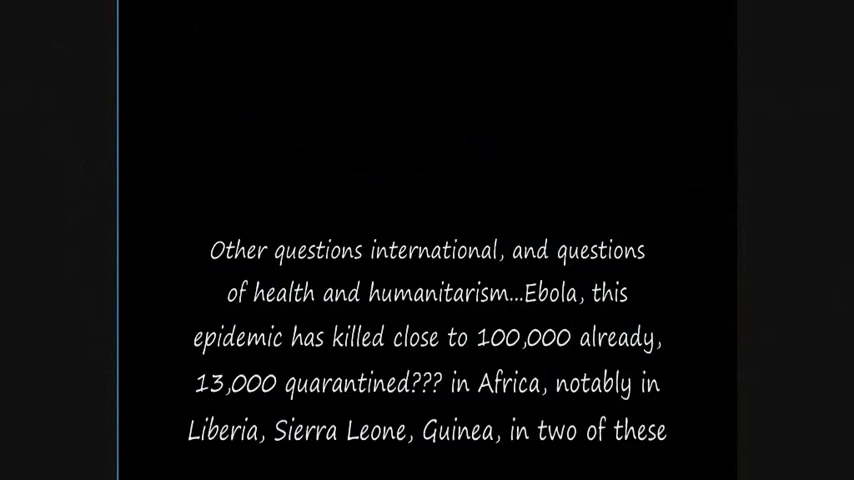 Other questions international, and questions
of health and humanitarism...Ebola, this
epidemic has killed close to 100,000 already,
13,000 quarantined??? in Africa, notably in
Liberia, Sierra Leone, Guinea, in two of these